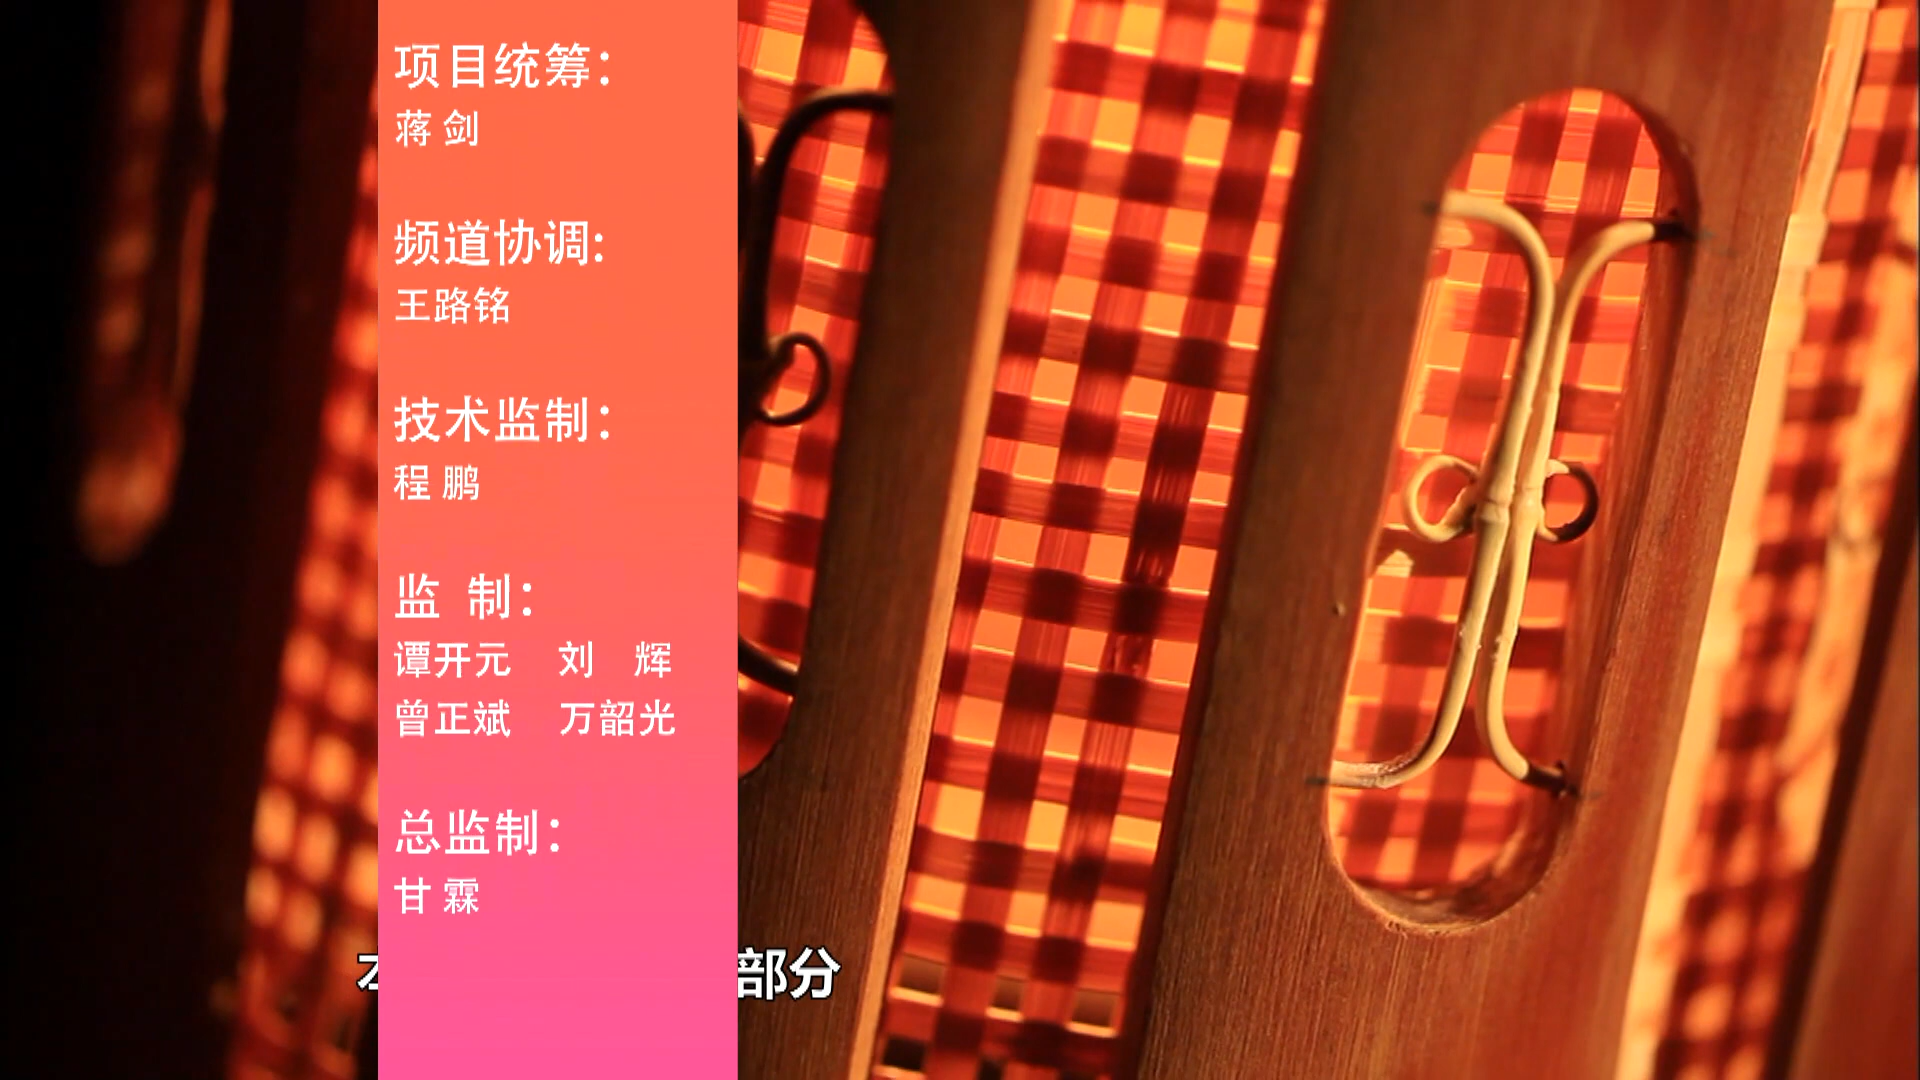 项目统筹：
蒋 剑
频道协调:
王路铭
技术监制：
程 鹏
监 制：
谭开元 刘 辉
曾正斌 万韶光
总监制：
甘 霖
部分